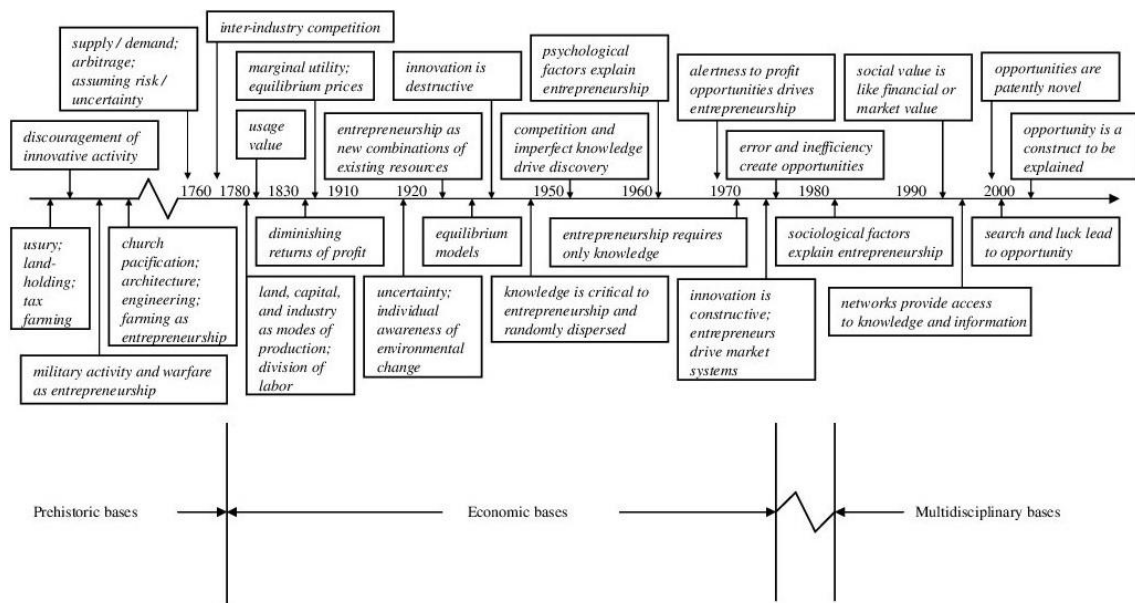 inter-industry competition
supply / demand;
arbitrage;
assuming risk /
uncertainty
marginal utility;
equilibrium prices
innovation is
destructive
psychological
factors explain
entrepreneurship
alertness to profit
opportunities drives
entrepreneurship
social value is
like financial or
market value
opportunities are
patently novel
discouragement of
innovative activity
usage
value
entrepreneurship as
new combinations of
existing resources
competition and
imperfect knowledge
drive discovery
error and inefficiency
create opportunities
opportunity is a
construct to be
explained
1760 1780 1830 1910 1920 1950 1960 1970 1980 1990 2000
usury;
land-
holding;
tax
farming
church
pacification;
architecture;
engineering;
farming as
entrepreneurship
diminishing
returns of profit
equilibrium
models
entrepreneurship requires
only knowledge
sociological factors
explain entrepreneurship
search and luck lead
to opportunity
land, capital,
and industry
as modes of
production;
division of
labor
uncertainty;
individual
awareness of
environmental
change
knowledge is critical to
entrepreneurship and
randomly dispersed
innovation is
constructive;
entrepreneurs
drive market
systems
networks provide access
to knowledge and information
military activity and warfare
as entrepreneurship
Prehistoric bases
Economic bases
Multidisciplinary bases